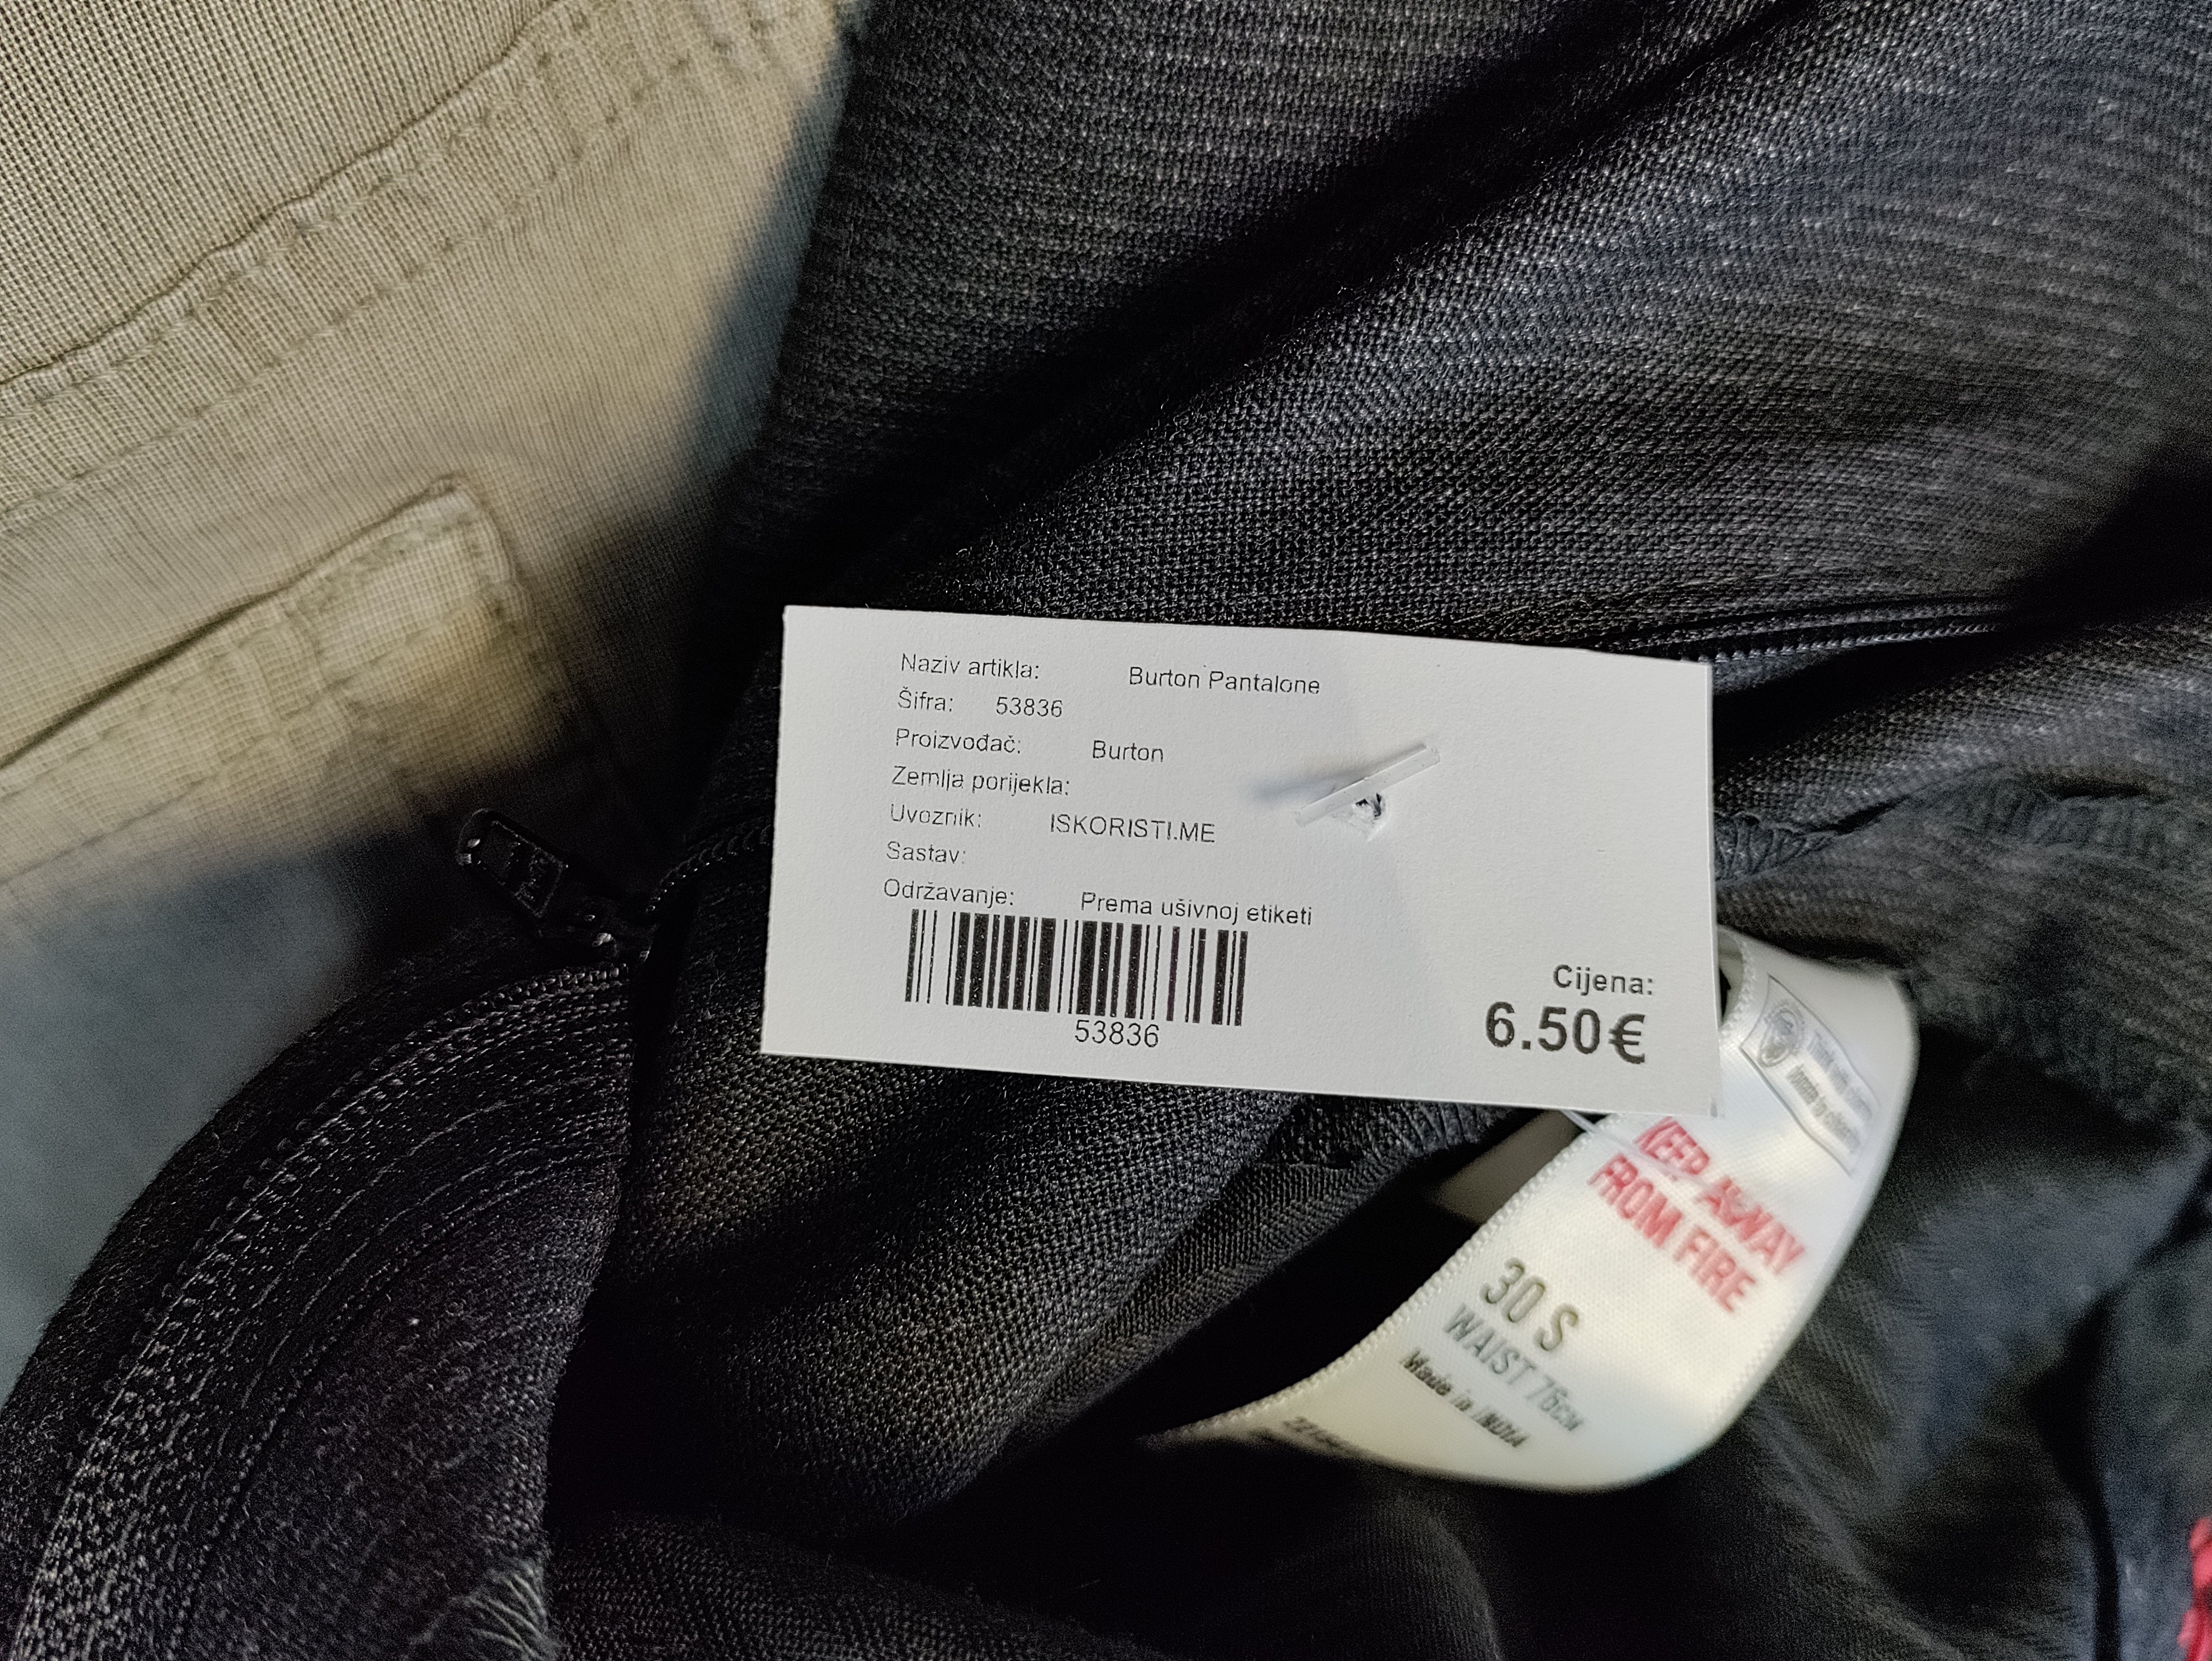 Naziv artikla: Burton Pantalone
Šifra: 53836
Proizvođač: Burton
Zemlja porijekla:
Uvoznik: ISKORISTI.ME
Sastav:
Održavanje: Prema ušivnoj etiketi
53836
Cijena:
6.50€
KEEP AWAY
FROM FIRE
30 S
WAIST 76CM
Made in INDIA